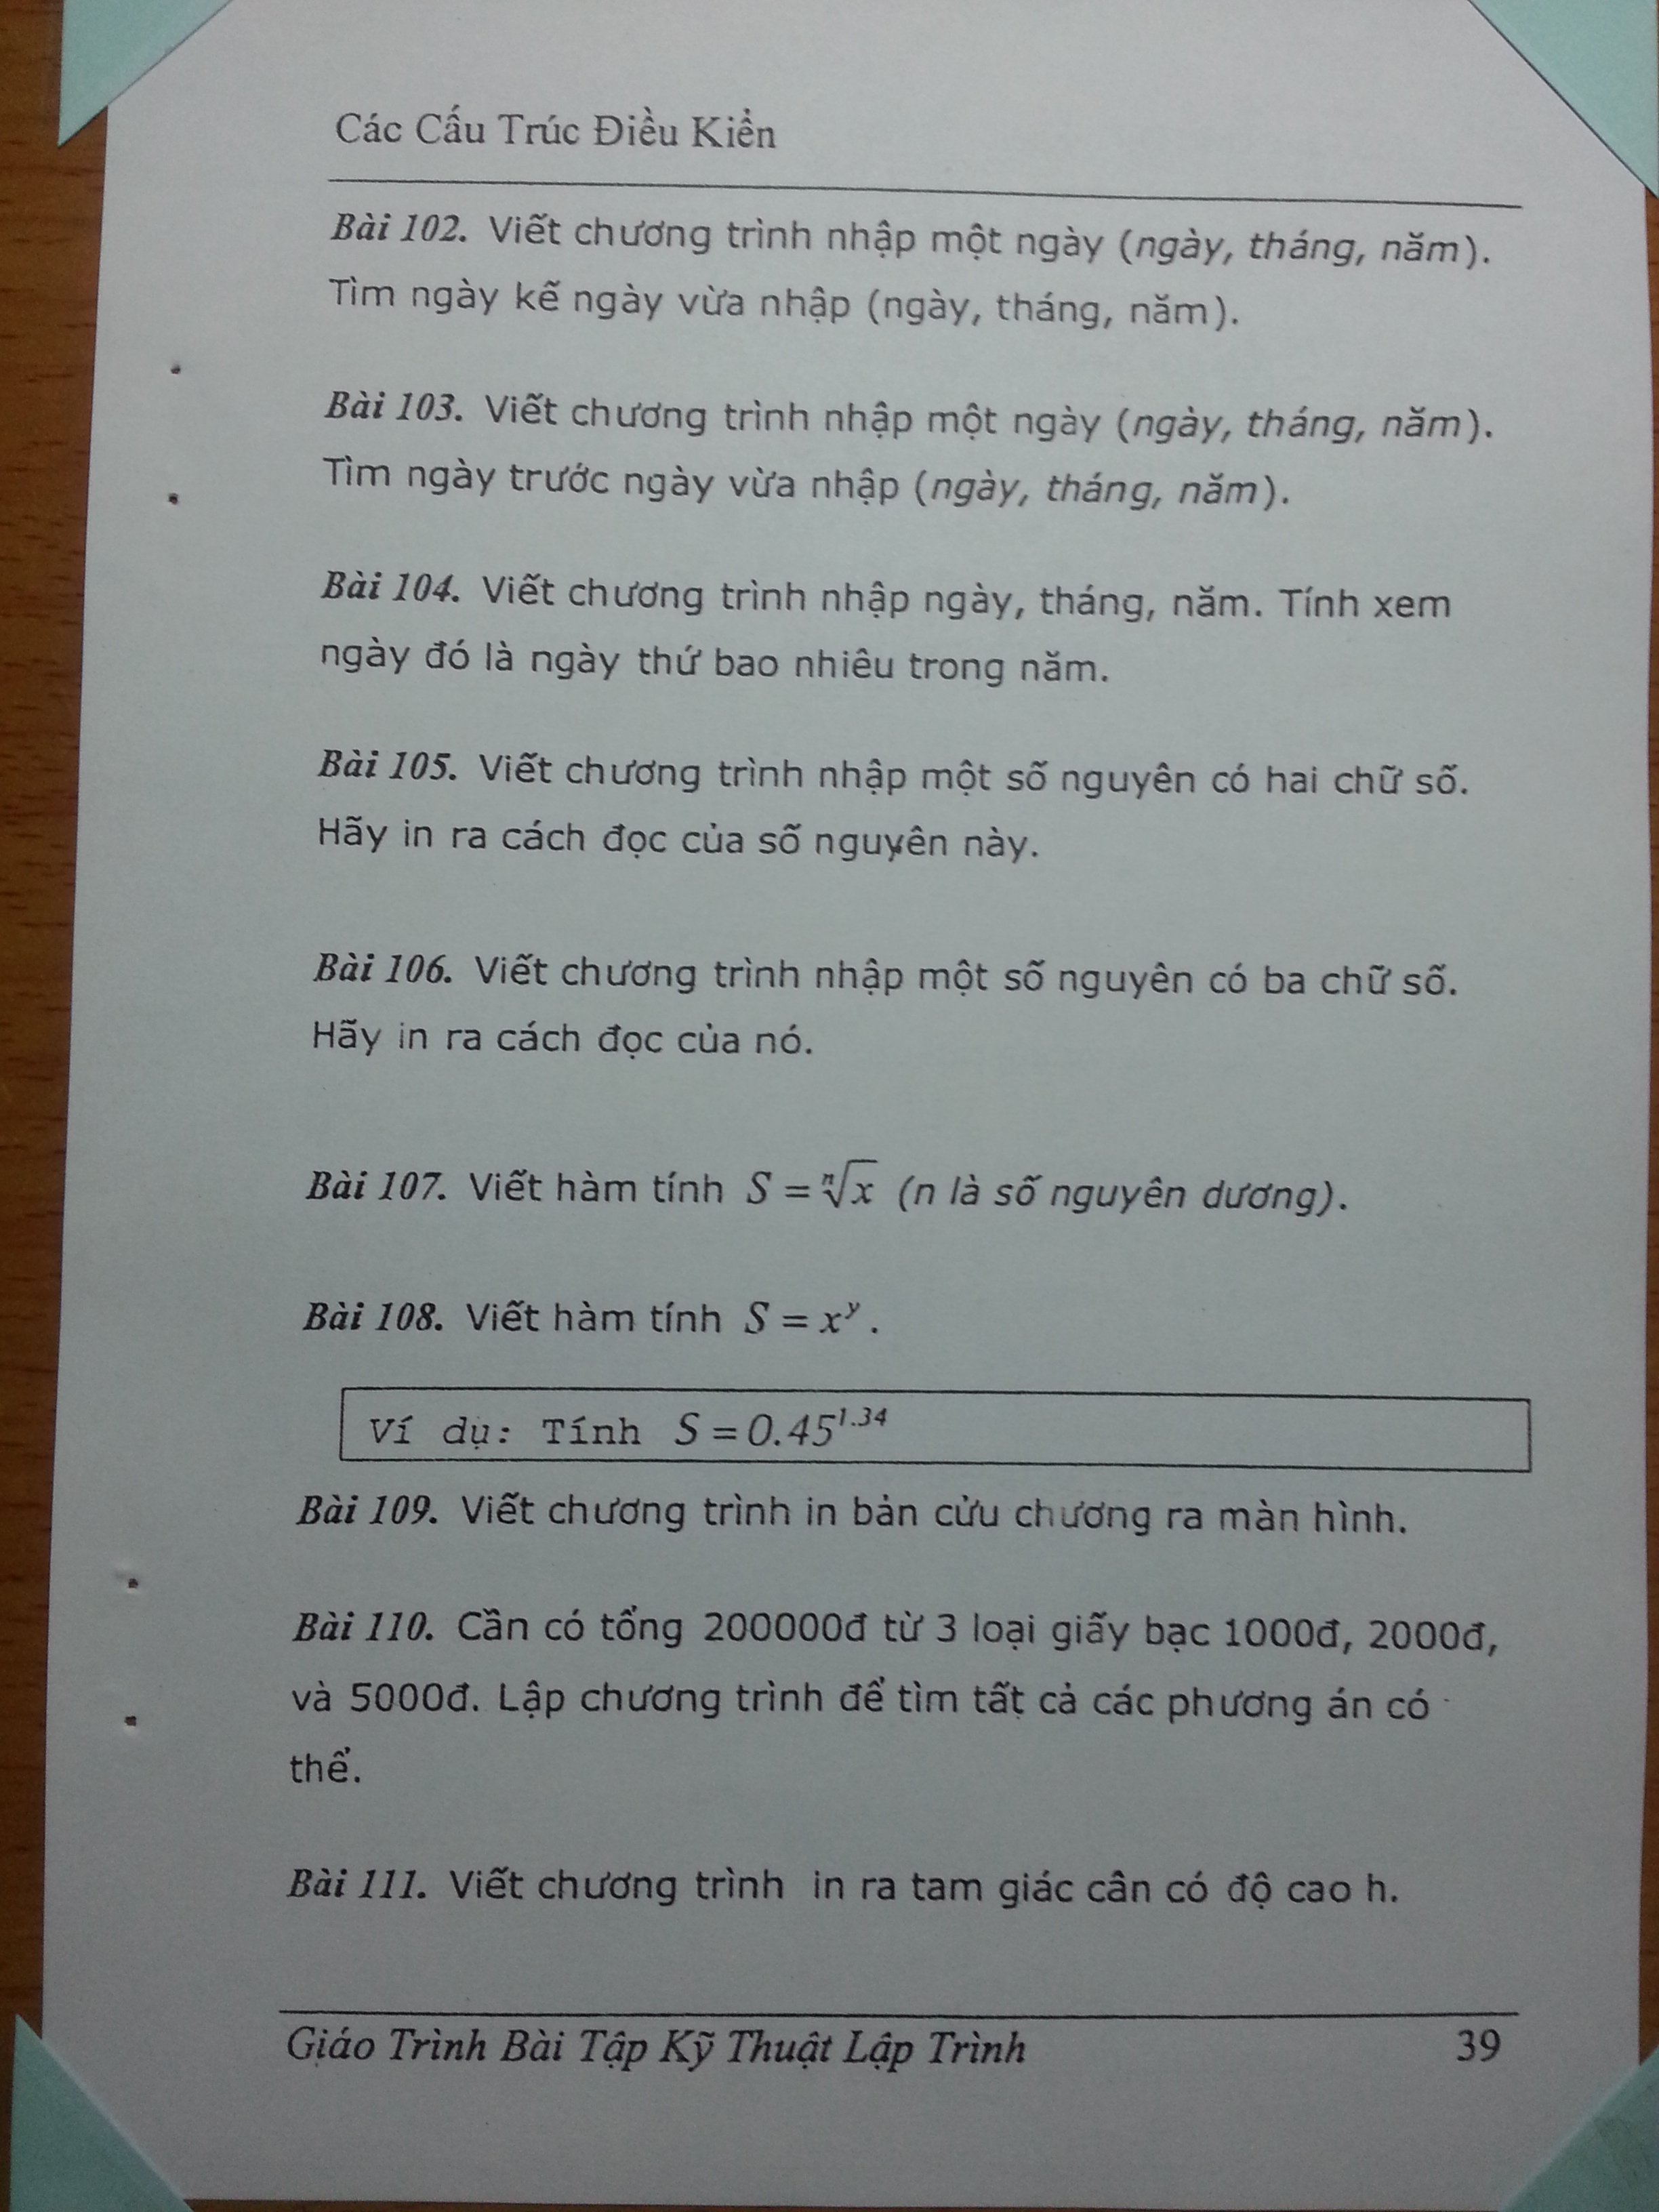 Các Cấu Trúc Điều Kiển
Bài 102. Viết chương trình nhập một ngày (ngày, tháng, năm).
Tìm ngày kế ngày vừa nhập (ngày, tháng, năm).
Bài 103. Viết chương trình nhập một ngày (ngày, tháng, năm).
Tìm ngày trước ngày vừa nhập (ngày, tháng, năm).
Bài 104. Viết chương trình nhập ngày, tháng, năm. Tính xem
ngày đó là ngày thứ bao nhiêu trong năm.
Bài 105. Viết chương trình nhập một số nguyên có hai chữ số.
Hãy in ra cách đọc của số nguyên này.
Bài 106. Viết chương trình nhập một số nguyên có ba chữ số.
Hãy in ra cách đọc của nó.
Bài 107. Viết hàm tính S = ⁿ√x (n là số nguyên dương).
Bài 108. Viết hàm tính S = xʸ.
Ví dụ: Tính S = 0.45¹·³⁴
Bài 109. Viết chương trình in bản cửu chương ra màn hình.
Bài 110. Cần có tổng 200000đ từ 3 loại giấy bạc 1000đ, 2000đ,
và 5000đ. Lập chương trình để tìm tất cả các phương án có
thể.
Bài 111. Viết chương trình in ra tam giác cân có độ cao h.
Giáo Trình Bài Tập Kỹ Thuật Lập Trình 39